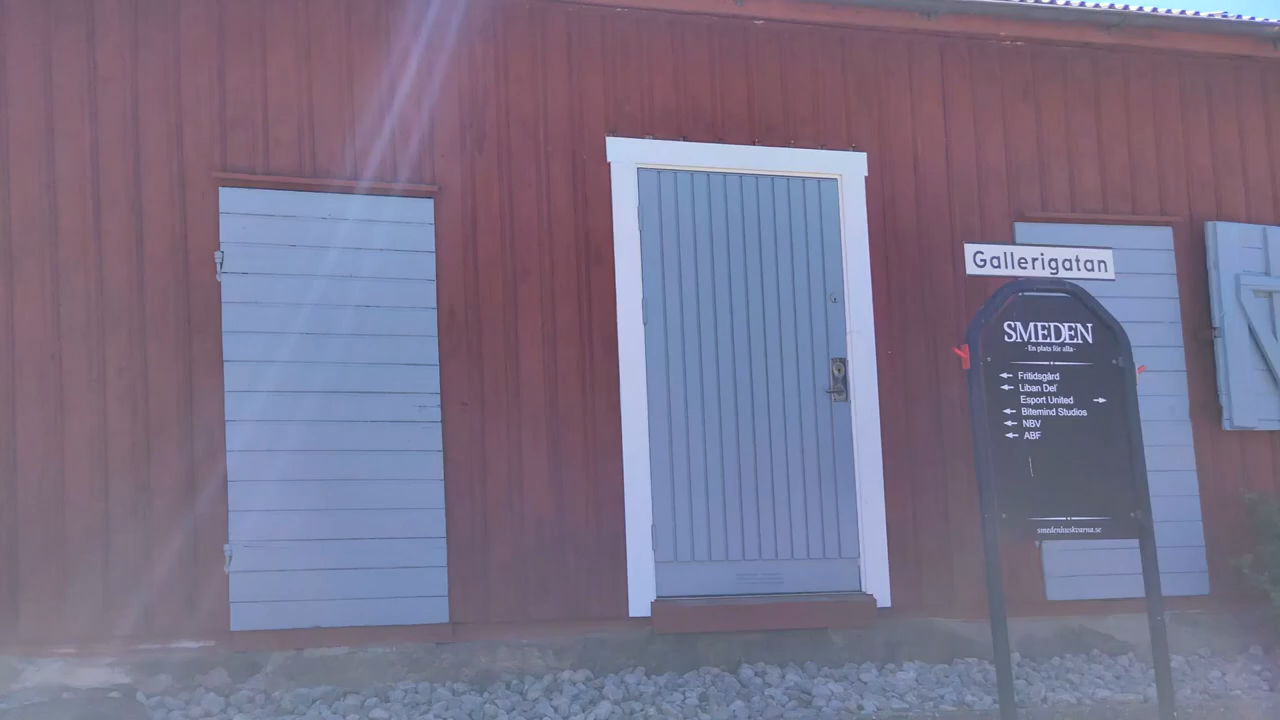 Gallerigatan
SMEDEN
- En plats för alla -
Fritidsgård
Liban Del'
Esport United
Bitemind Studios
NBV
ABF
smedenhuskvarna.se